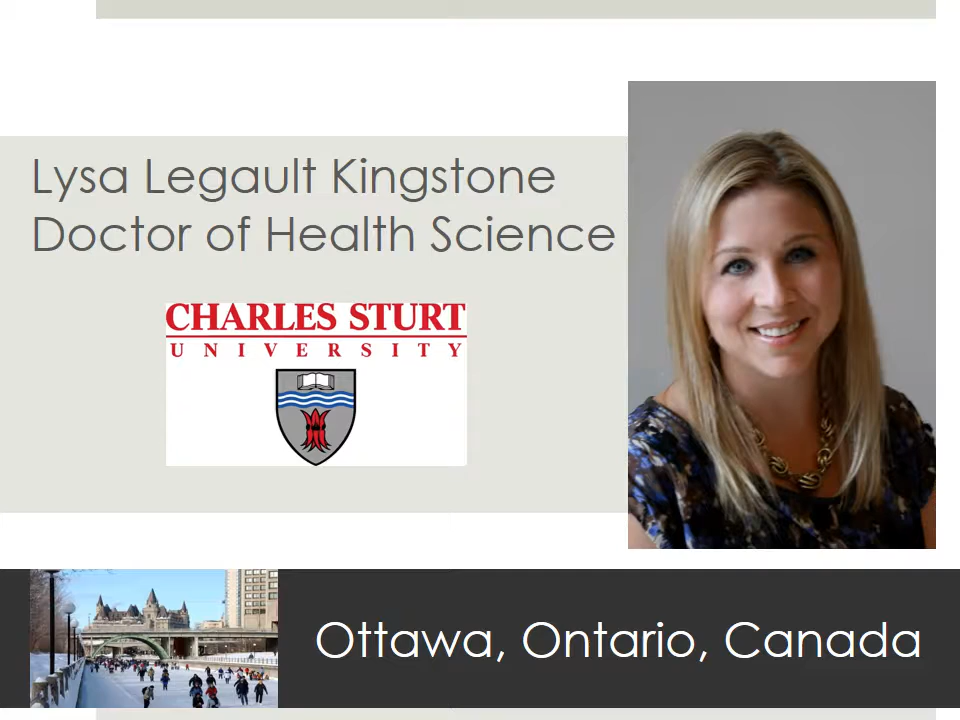 Lysa Legault Kingstone
Doctor of Health Science
CHARLES STURT
UNIVERSITY
Ottawa, Ontario, Canada